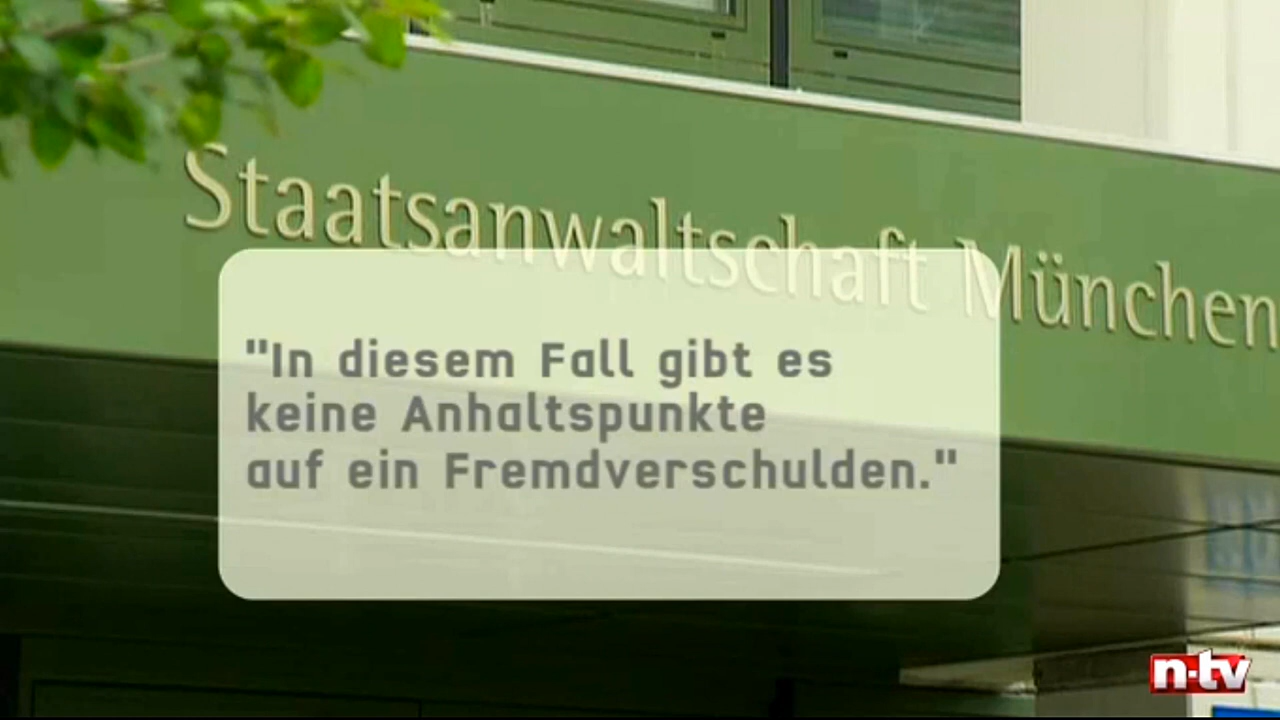 Staatsanwaltschaft München
"In diesem Fall gibt es
keine Anhaltspunkte
auf ein Fremdverschulden."
n-tv